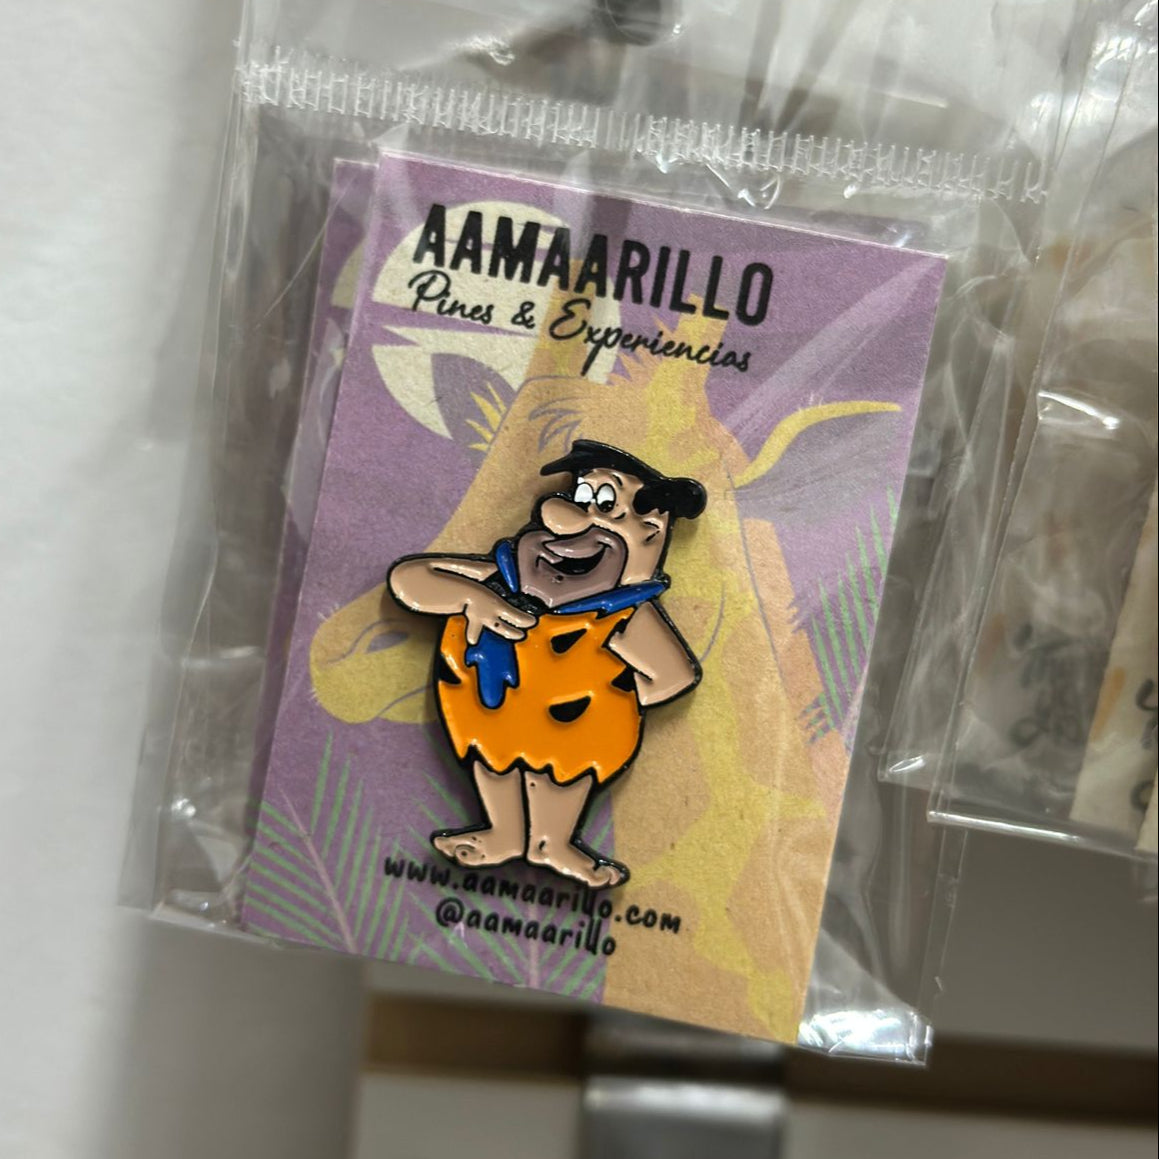 AAMAARILLO
Pines & Experiencias
www.aamaarillo.com
@aamaarillo